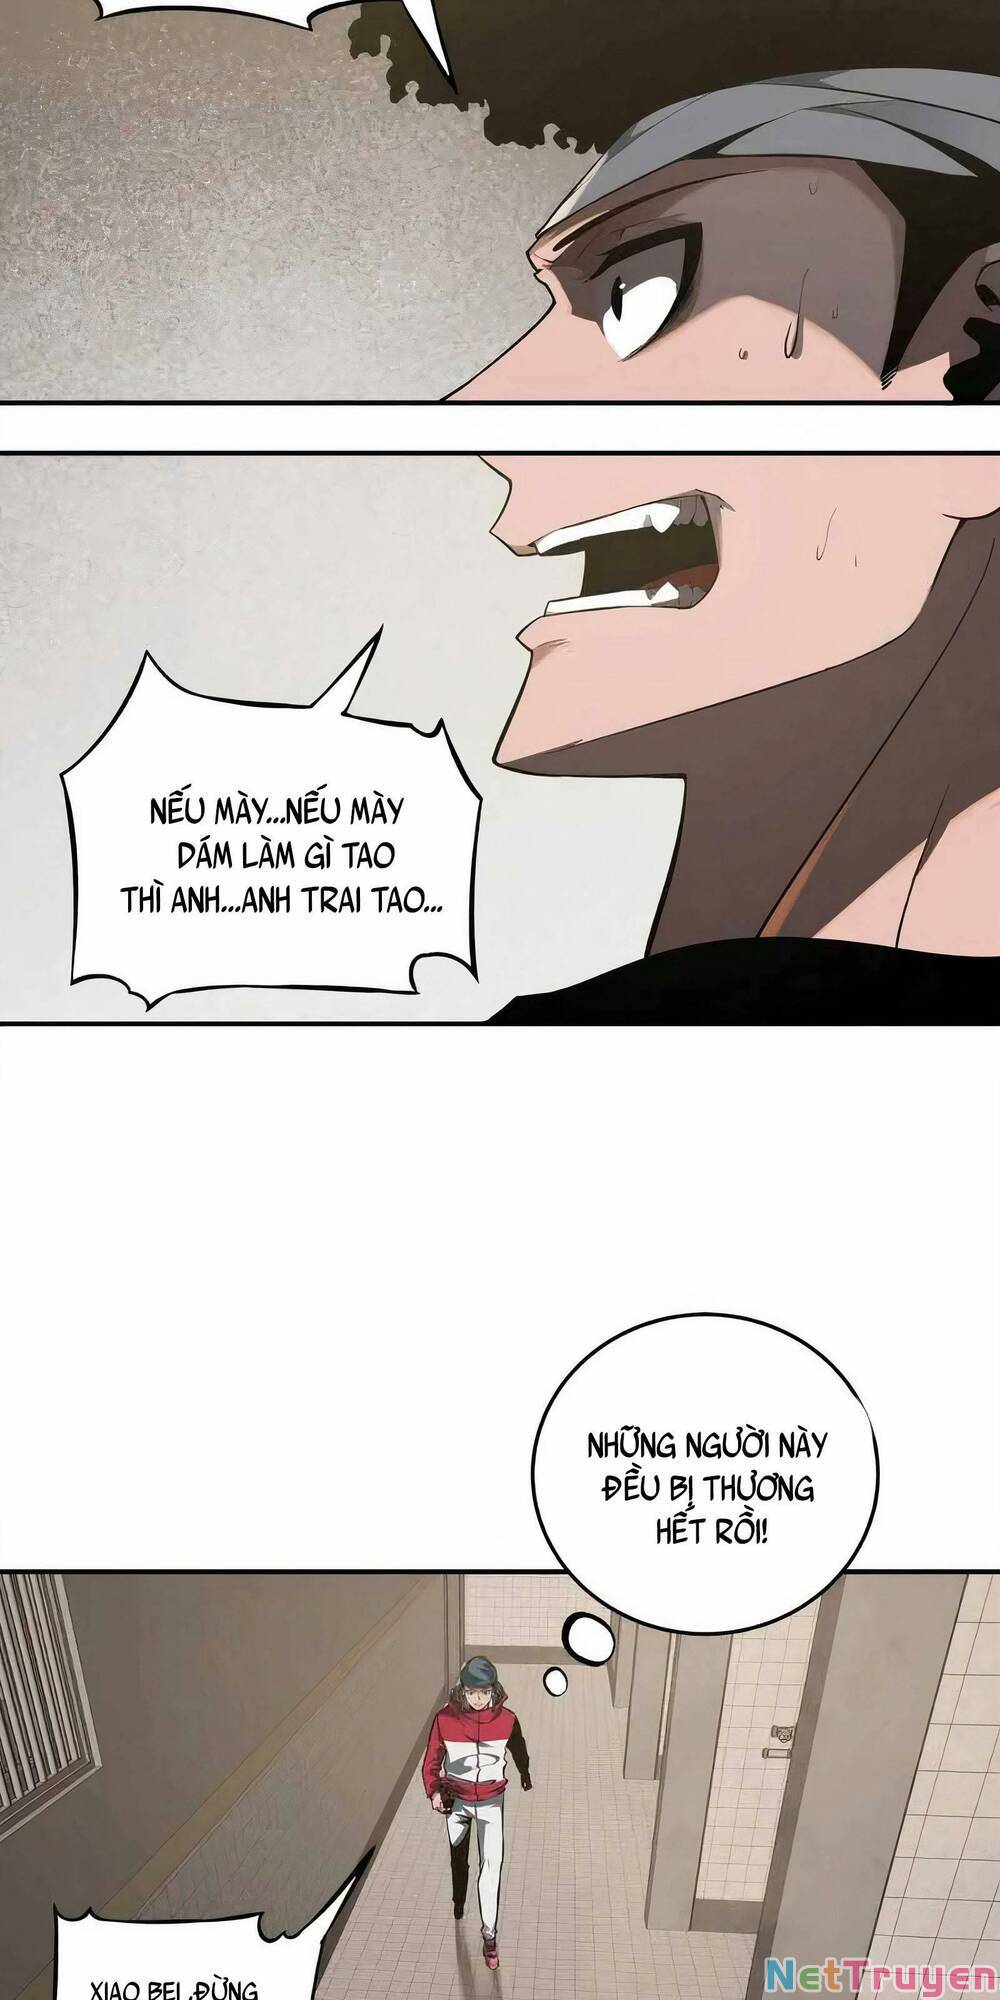 NẾU MÀY...NẾU MÀY
DÁM LÀM GÌ TAO
THÌ ANH...ANH TRAI TAO...
NHỮNG NGƯỜI NÀY
ĐỀU BỊ THƯƠNG
HẾT RỒI!
XIAO BEI ,ĐỪNG
NetTruyen